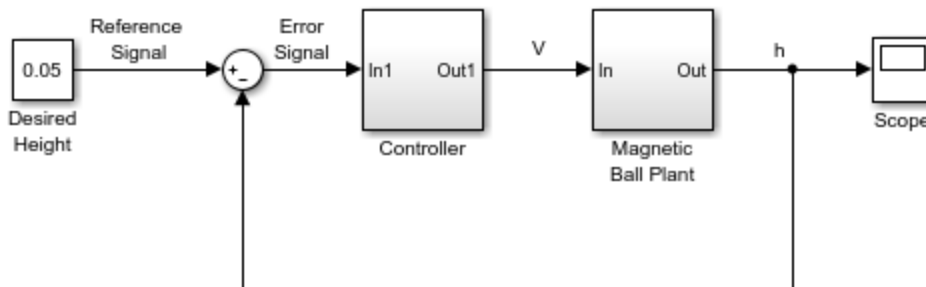 Reference
Signal
Error
Signal
0.05
+
−
In1
Out1
V
In
Out
h
Desired
Height
Controller
Magnetic
Ball Plant
Scope